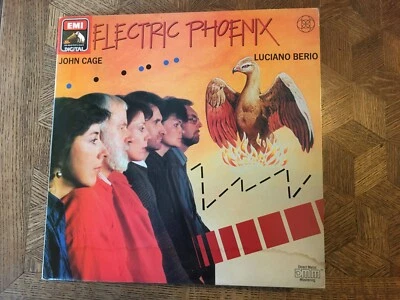 EMI
DIGITAL
ELECTRIC PHOENIX
JOHN CAGE
LUCIANO BERIO